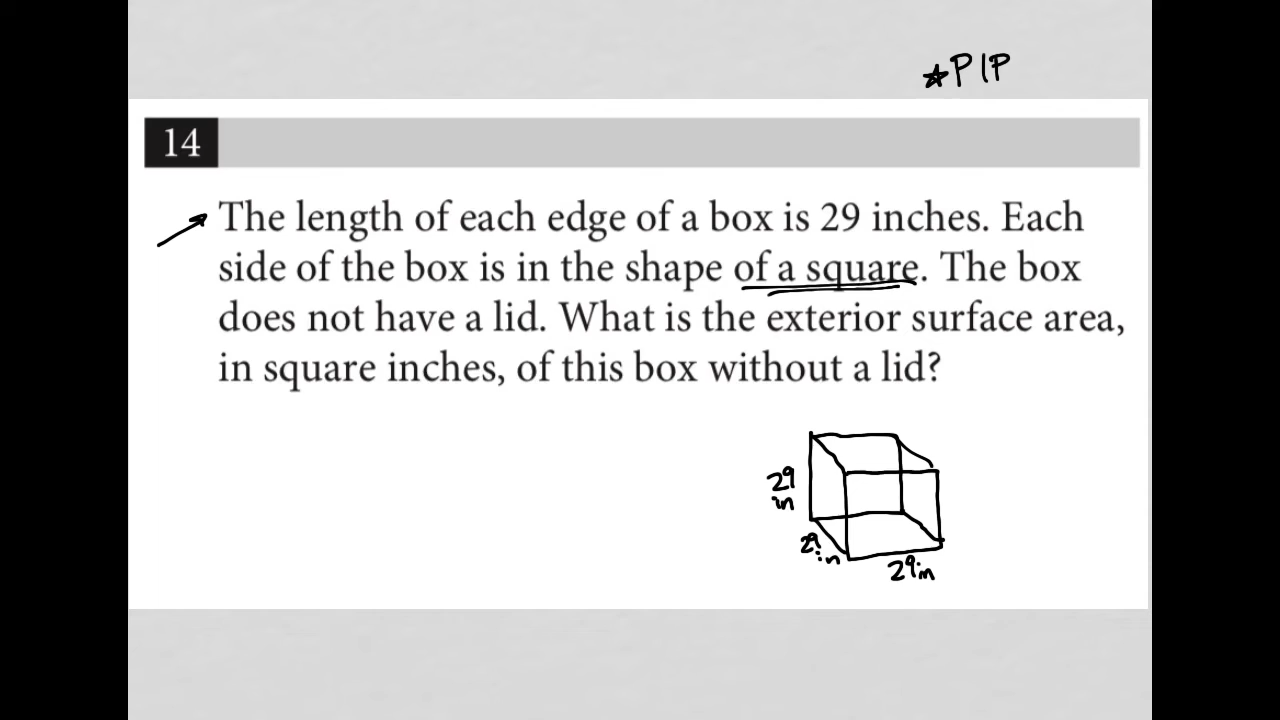 ★PIP
14
The length of each edge of a box is 29 inches. Each
side of the box is in the shape of a square. The box
does not have a lid. What is the exterior surface area,
in square inches, of this box without a lid?
29
in
29
in
29in